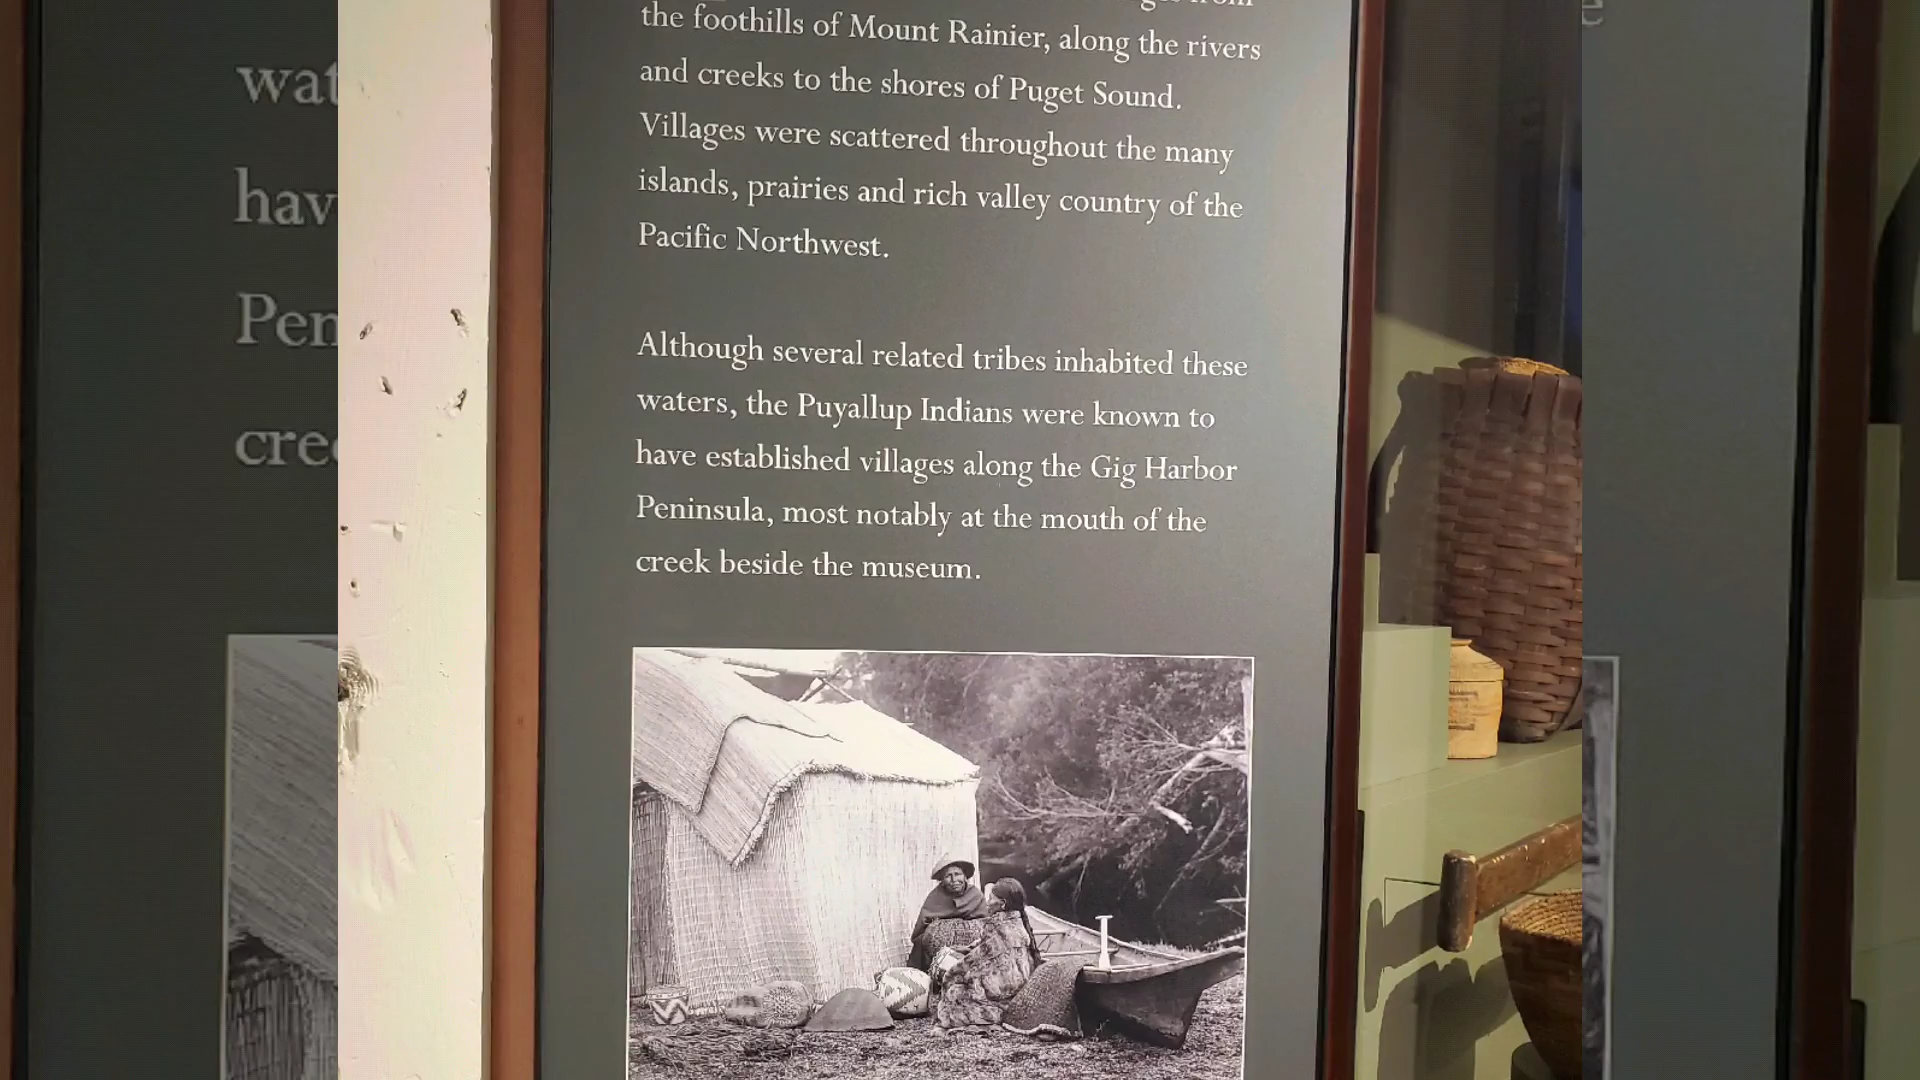 from
the foothills of Mount Rainier, along the rivers
and creeks to the shores of Puget Sound.
Villages were scattered throughout the many
islands, prairies and rich valley country of the
Pacific Northwest.
Although several related tribes inhabited these
waters, the Puyallup Indians were known to
have established villages along the Gig Harbor
Peninsula, most notably at the mouth of the
creek beside the museum.